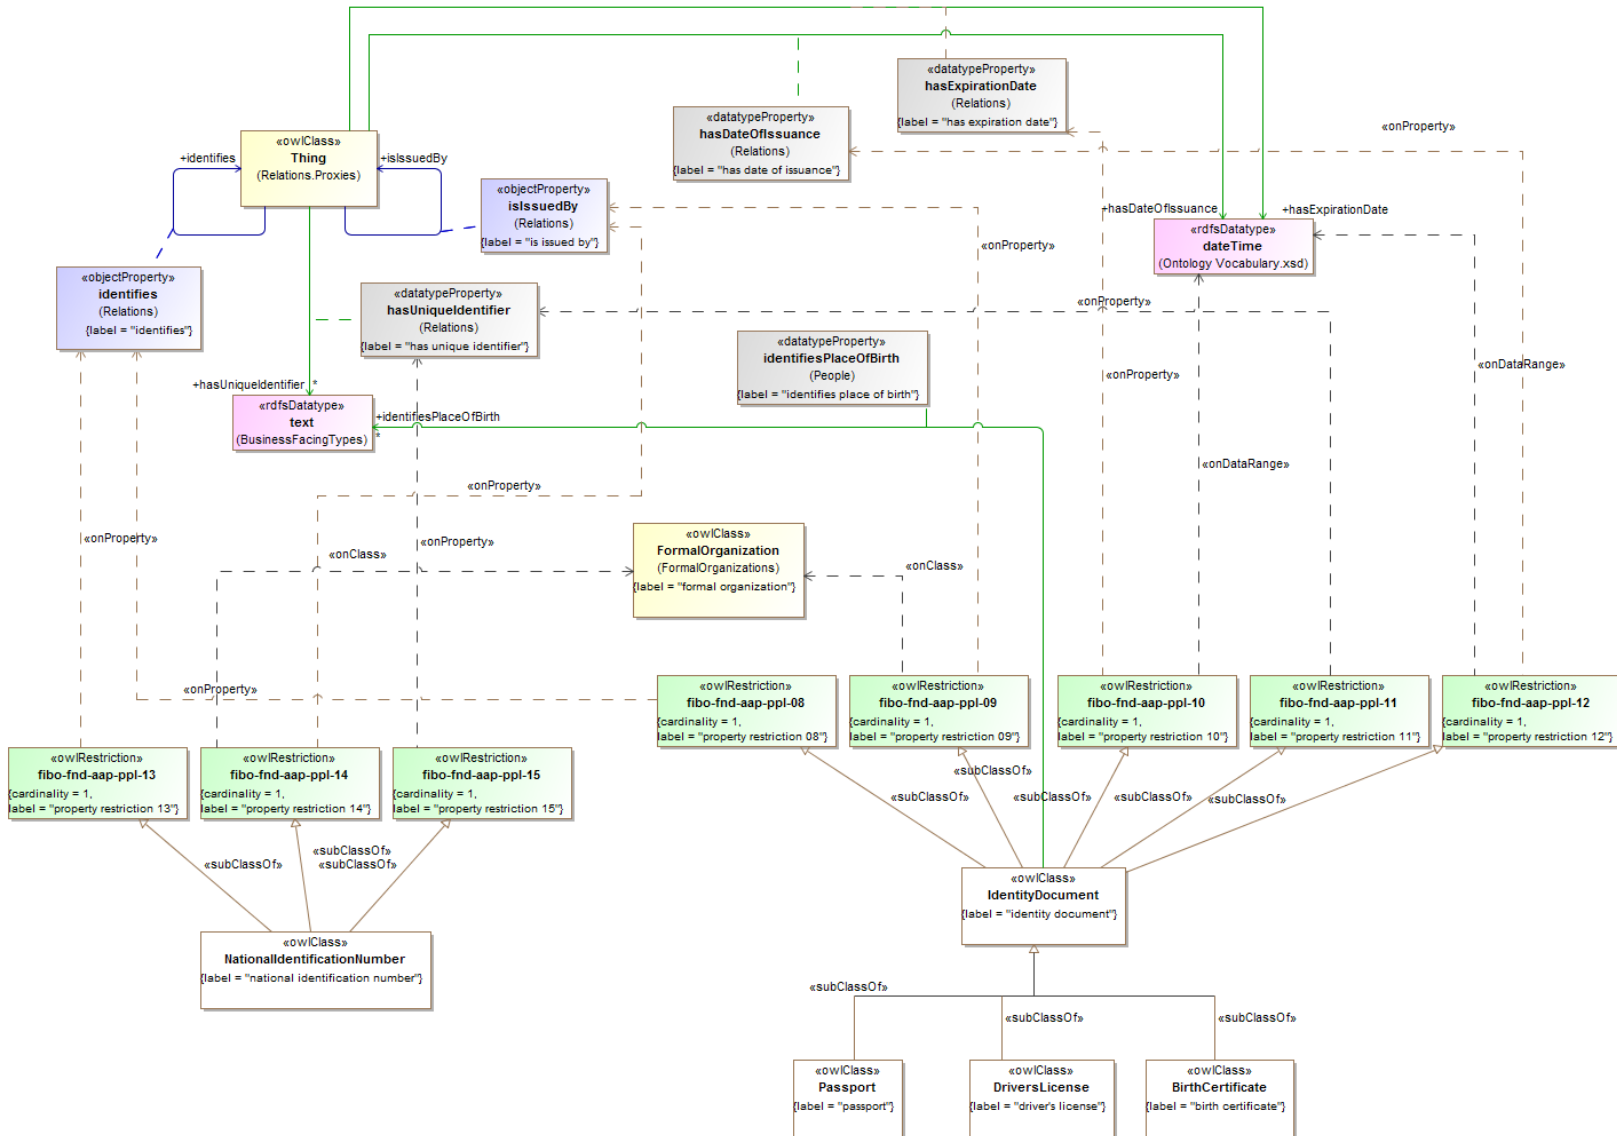 «datatypeProperty»
hasExpirationDate
(Relations)
{label = "has expiration date"}
«datatypeProperty»
hasDateOfIssuance
(Relations)
{label = "has date of issuance"}
«onProperty»
+identifies
«owlClass»
Thing
(Relations.Proxies)
+isIssuedBy
«objectProperty»
isIssuedBy
(Relations)
{label = "is issued by"}
+hasDateOfIssuance
+hasExpirationDate
«rdfsDatatype»
dateTime
(Ontology Vocabulary.xsd)
«onProperty»
«objectProperty»
identifies
(Relations)
{label = "identifies"}
«datatypeProperty»
hasUniqueIdentifier
(Relations)
{label = "has unique identifier"}
«onProperty»
«datatypeProperty»
identifiesPlaceOfBirth
(People)
{label = "identifies place of birth"}
«onProperty»
«onDataRange»
+hasUniqueIdentifier
*
«rdfsDatatype»
text
(BusinessFacingTypes)
+identifiesPlaceOfBirth
*
«onDataRange»
«onProperty»
«onProperty»
«onClass»
«onProperty»
«owlClass»
FormalOrganization
(FormalOrganizations)
{label = "formal organization"}
«onClass»
«onProperty»
«owlRestriction»
fibo-fnd-aap-ppl-08
{cardinality = 1,
label = "property restriction 08"}
«owlRestriction»
fibo-fnd-aap-ppl-09
{cardinality = 1,
label = "property restriction 09"}
«owlRestriction»
fibo-fnd-aap-ppl-10
{cardinality = 1,
label = "property restriction 10"}
«owlRestriction»
fibo-fnd-aap-ppl-11
{cardinality = 1,
label = "property restriction 11"}
«owlRestriction»
fibo-fnd-aap-ppl-12
{cardinality = 1,
label = "property restriction 12"}
«owlRestriction»
fibo-fnd-aap-ppl-13
{cardinality = 1,
label = "property restriction 13"}
«owlRestriction»
fibo-fnd-aap-ppl-14
{cardinality = 1,
label = "property restriction 14"}
«owlRestriction»
fibo-fnd-aap-ppl-15
{cardinality = 1,
label = "property restriction 15"}
«subClassOf»
«subClassOf»
«subClassOf»
«subClassOf»
«subClassOf»
«subClassOf»
«subClassOf»
«subClassOf»
«owlClass»
IdentityDocument
{label = "identity document"}
«owlClass»
NationalIdentificationNumber
{label = "national identification number"}
«subClassOf»
«subClassOf»
«subClassOf»
«owlClass»
Passport
{label = "passport"}
«owlClass»
DriversLicense
{label = "driver's license"}
«owlClass»
BirthCertificate
{label = "birth certificate"}